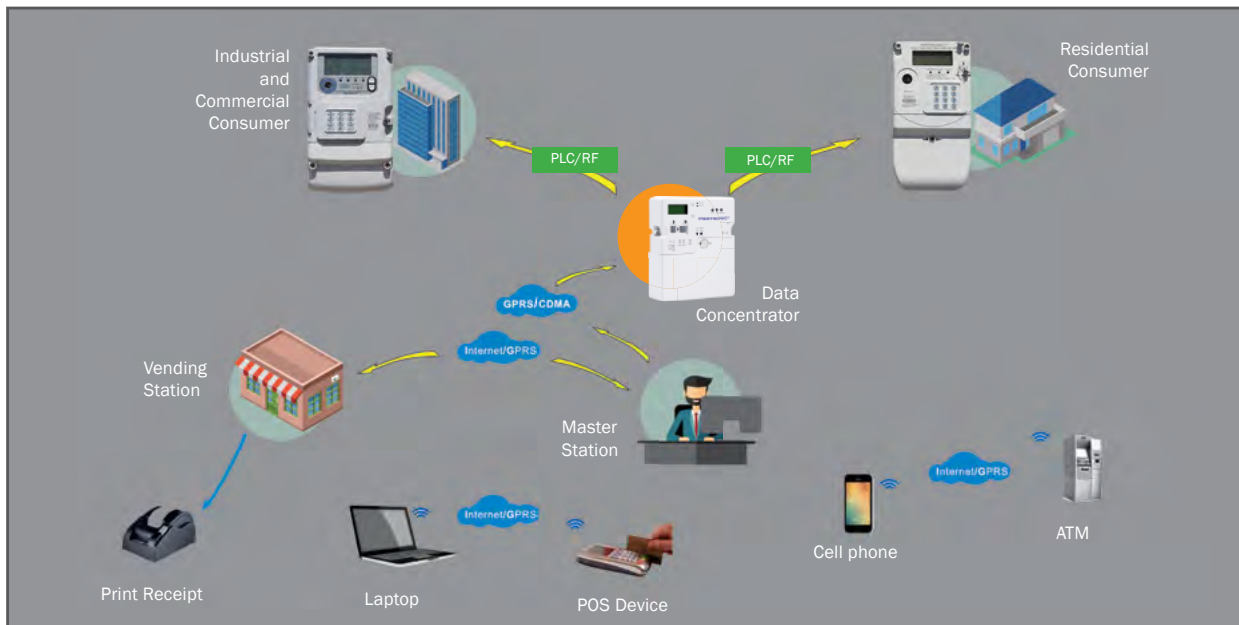 Industrial
and
Commercial
Consumer
Residential
Consumer
PLC/RF
PLC/RF
Data
Concentrator
GPRS/CDMA
Internet/GPRS
Vending
Station
Master
Station
Internet/GPRS
Internet/GPRS
Print Receipt
Laptop
POS Device
Cell phone
ATM